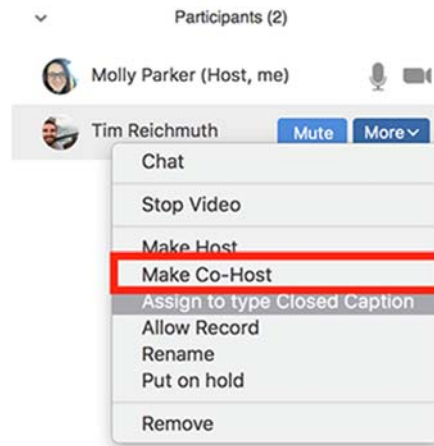 Participants (2)
Molly Parker (Host, me)
Tim Reichmuth Mute More
Chat
Stop Video
Make Host
Make Co-Host
Assign to type Closed Caption
Allow Record
Rename
Put on hold
Remove